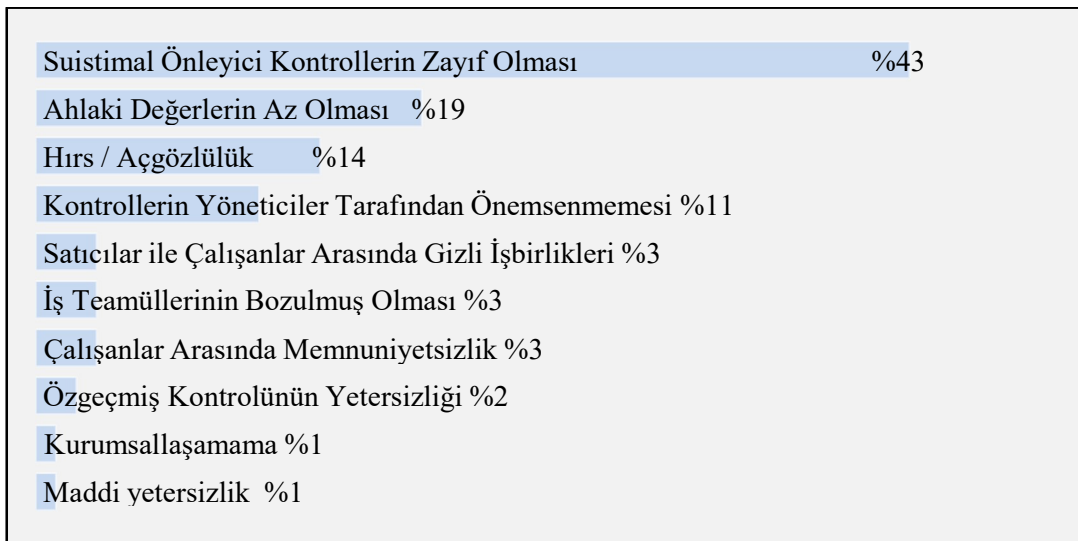 Suistimal Önleyici Kontrollerin Zayıf Olması %43
Ahlaki Değerlerin Az Olması %19
Hırs / Açgözlülük %14
Kontrollerin Yöneticiler Tarafından Önemsenmemesi %11
Satıcılar ile Çalışanlar Arasında Gizli İşbirlikleri %3
İş Teamüllerinin Bozulmuş Olması %3
Çalışanlar Arasında Memnuniyetsizlik %3
Özgeçmiş Kontrolünün Yetersizliği %2
Kurumsallaşamama %1
Maddi yetersizlik %1